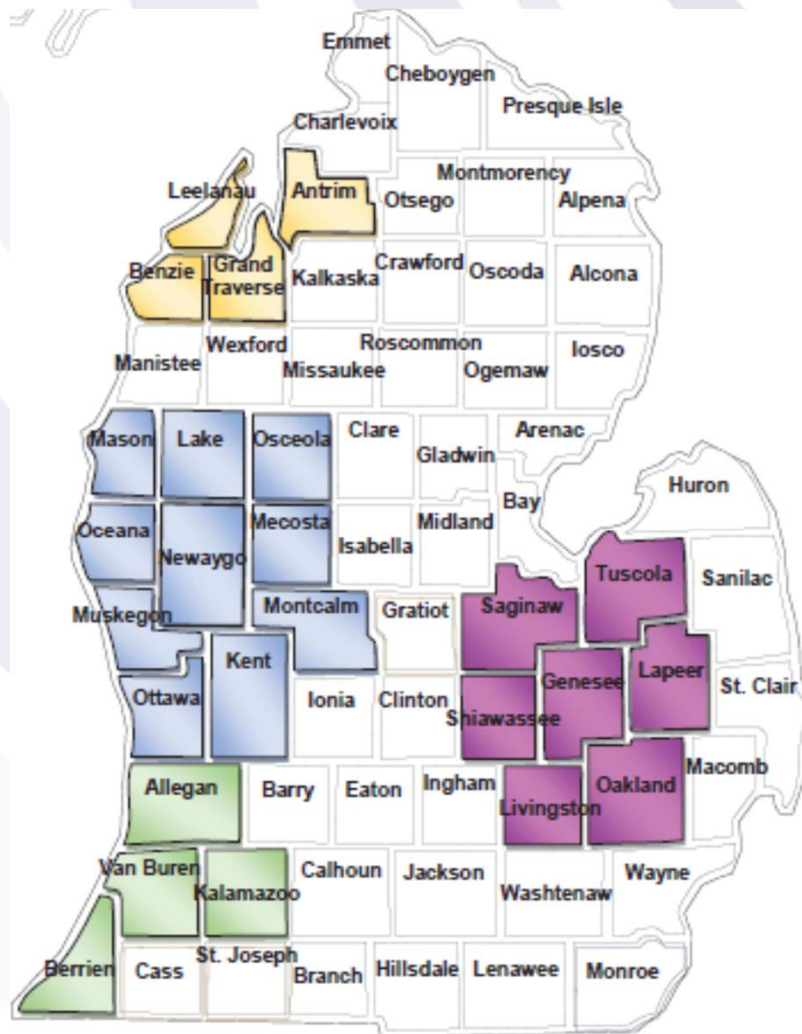 Emmet
Cheboygen
Presque Isle
Charlevoix
Leelanau
Antrim
Otsego
Montmorency
Alpena
Benzie
Grand
Traverse
Kalkaska
Crawford
Oscoda
Alcona
Manistee
Wexford
Missaukee
Roscommon
Ogemaw
Iosco
Mason
Lake
Osceola
Clare
Gladwin
Arenac
Huron
Oceana
Newaygo
Mecosta
Isabella
Midland
Bay
Tuscola
Sanilac
Muskegon
Montcalm
Gratiot
Saginaw
Ottawa
Kent
Ionia
Clinton
Shiawassee
Genesee
Lapeer
St. Clair
Allegan
Barry
Eaton
Ingham
Livingston
Oakland
Macomb
Van Buren
Kalamazoo
Calhoun
Jackson
Washtenaw
Wayne
Berrien
Cass
St. Joseph
Branch
Hillsdale
Lenawee
Monroe